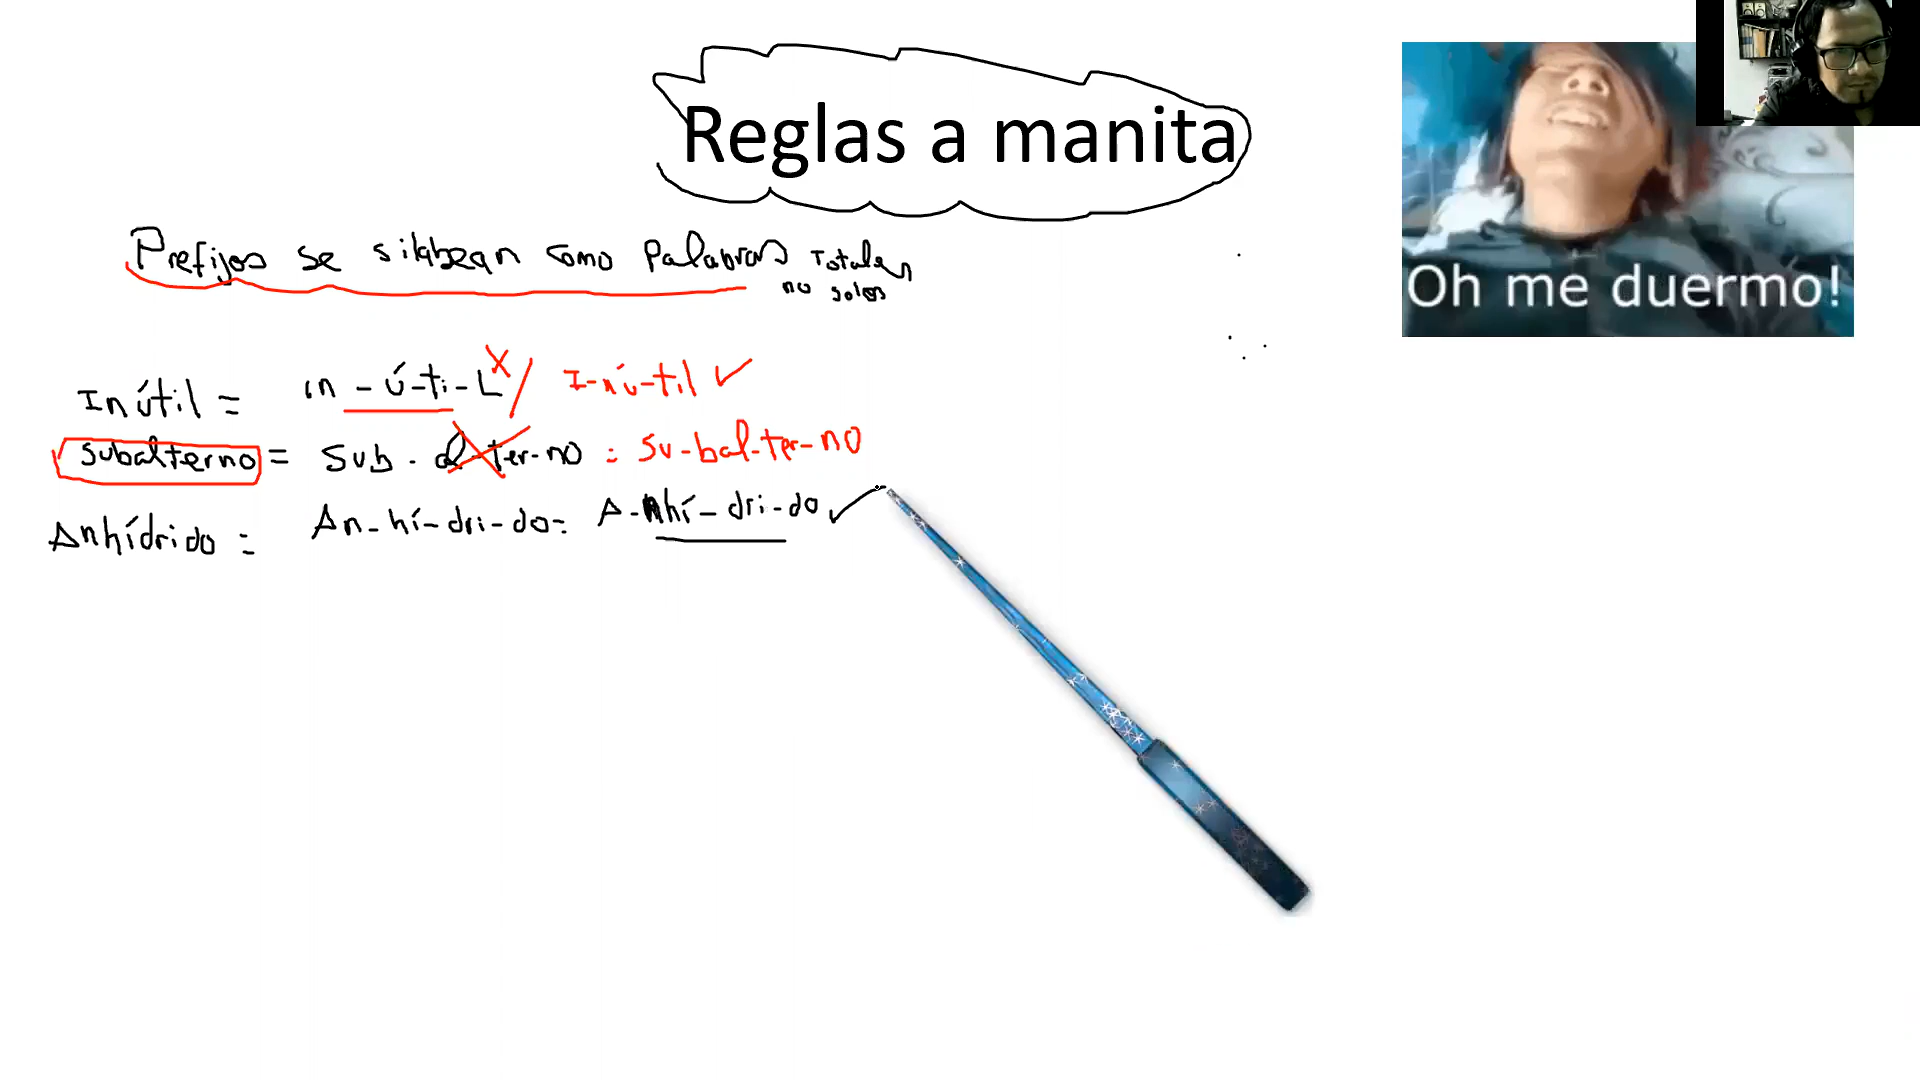 Reglas a manita
Oh me duermo!
Prefijos se silabean como palabras Totales
no solos
Inútil = in - ú - ti - L x / I - nú - til ✓
subalterno = Sub - al - ter - no = Su - bal - ter - no
Anhídrido = An - hí - dri - do = A - nhí - dri - do ✓